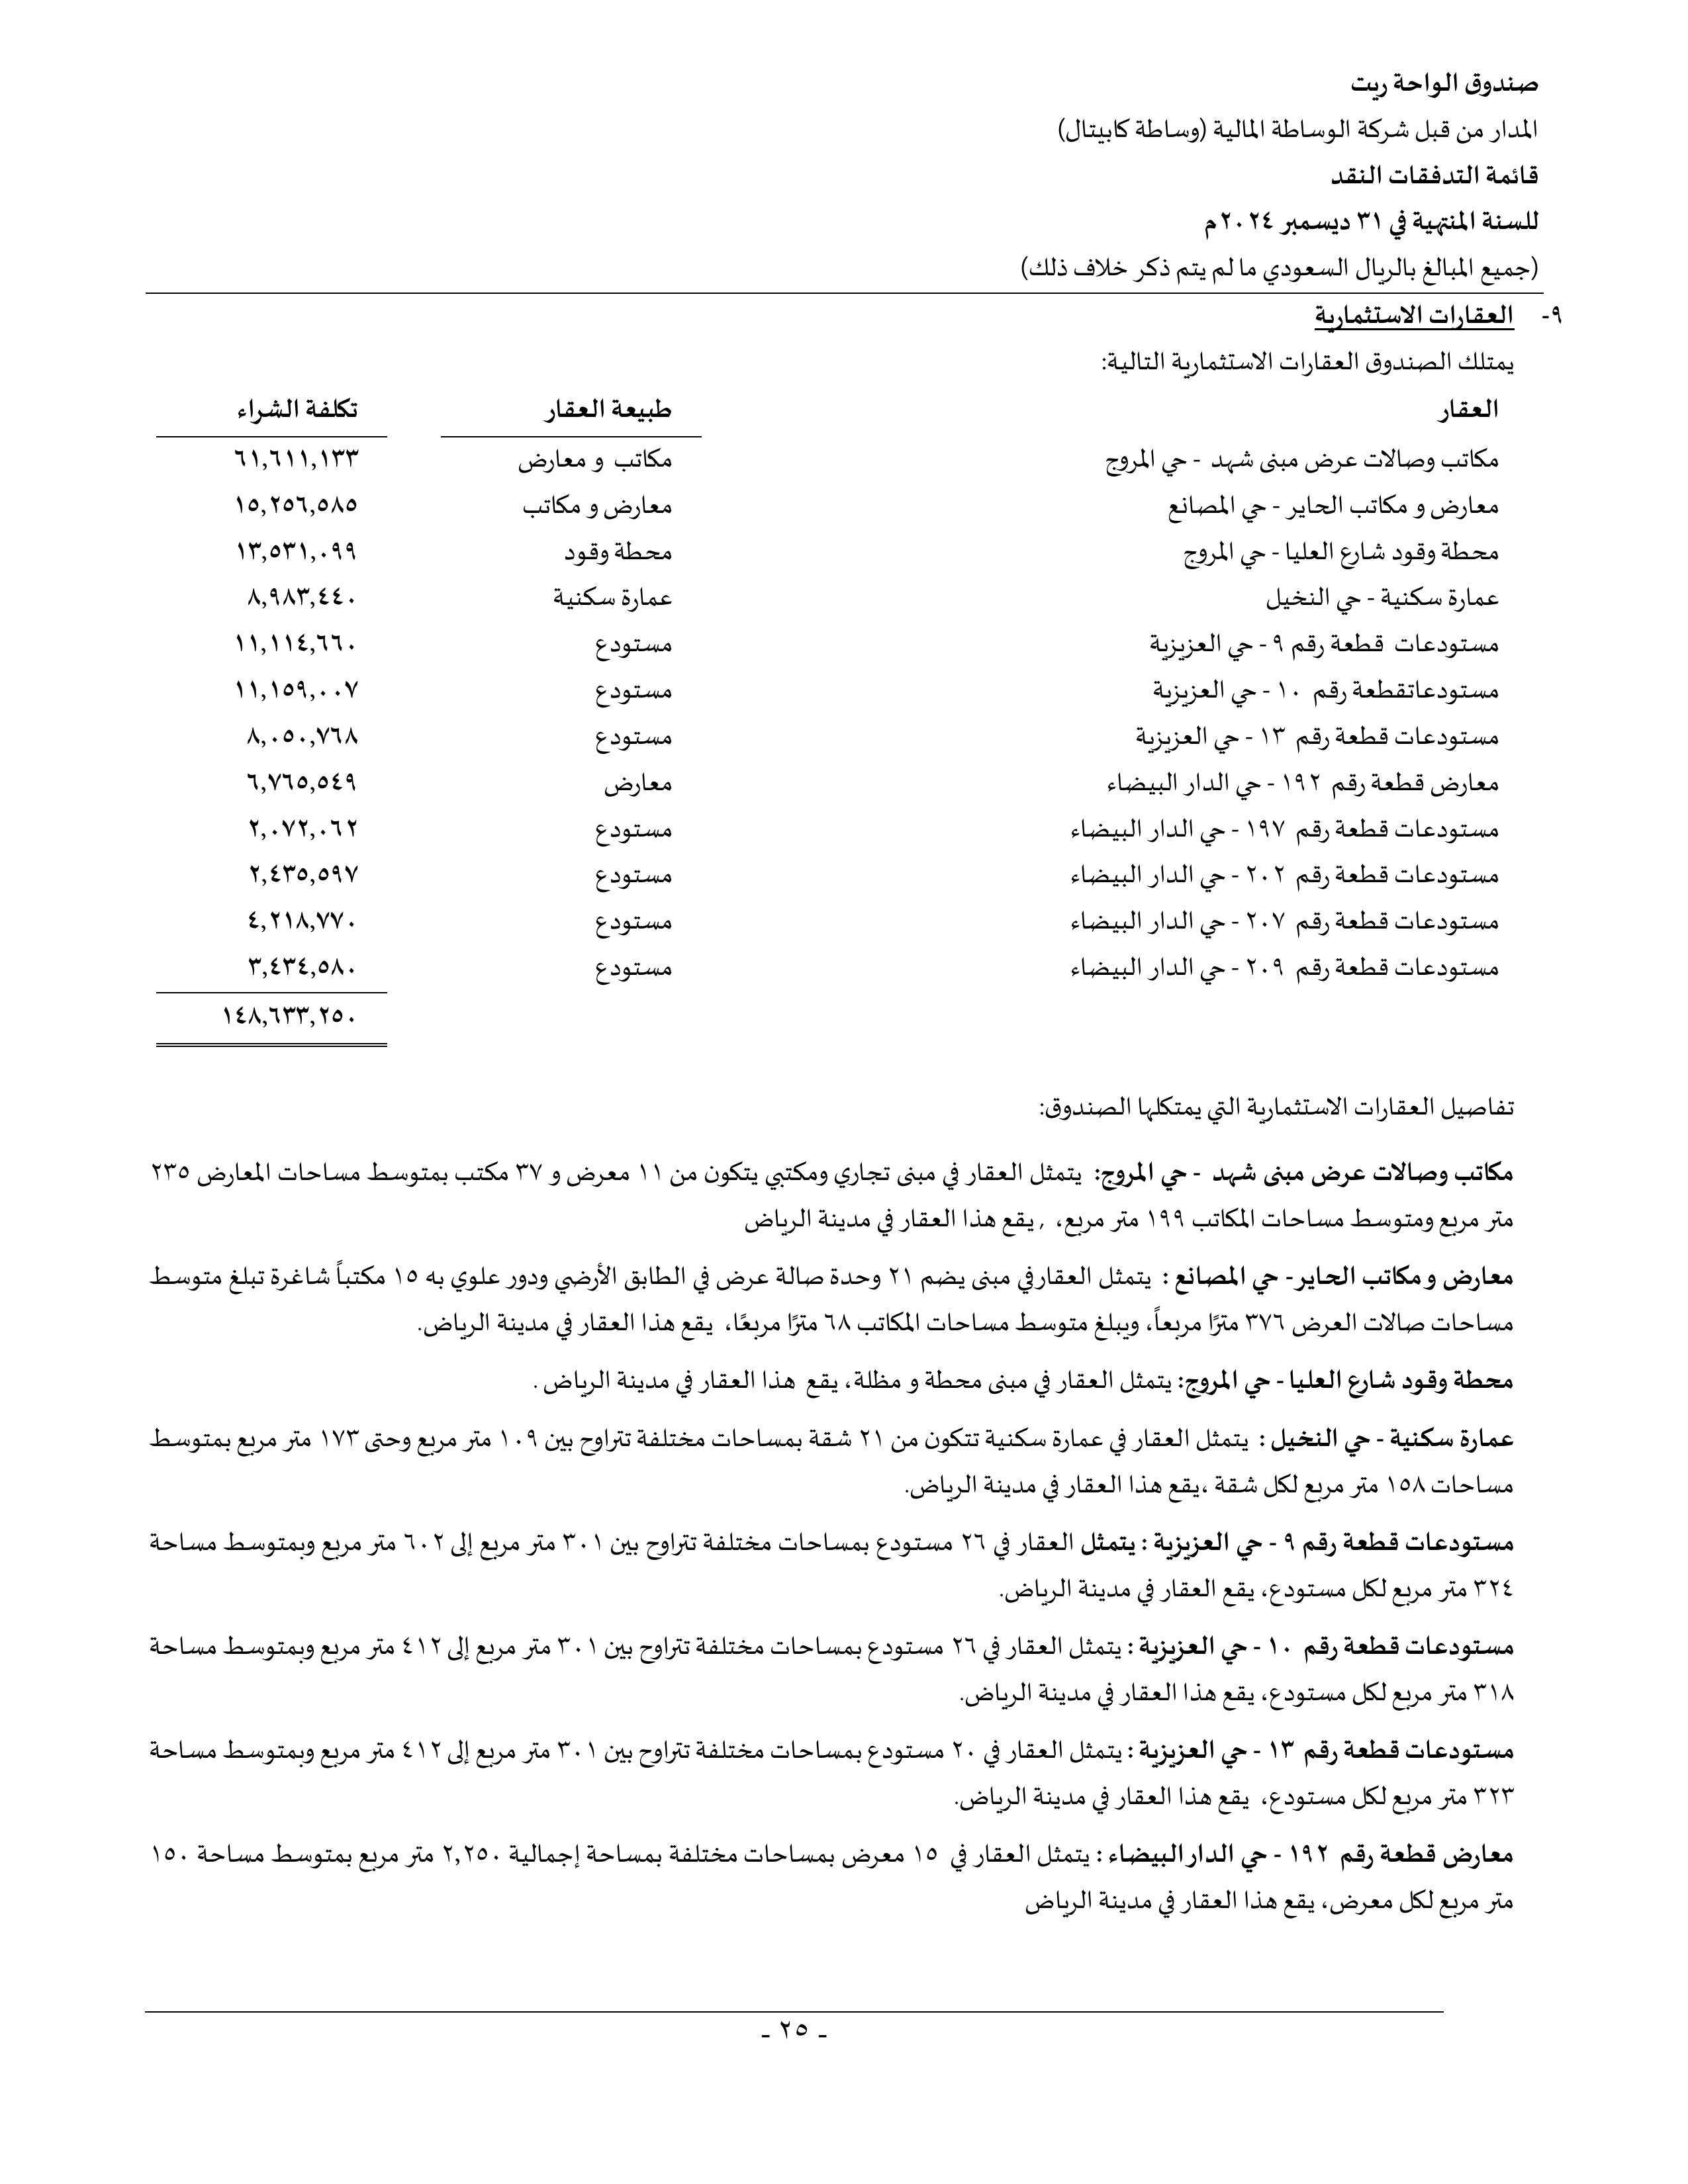 صندوق الواحة ريت
المدار من قبل شركة الوساطة المالية (وساطة كابيتال)
قائمة التدفقات النقد
للسنة المنتهية في ٣١ ديسمبر ٢٠٢٤م
(جميع المبالغ بالريال السعودي ما لم يتم ذكر خلاف ذلك)
٩- العقارات الاستثمارية
يمتلك الصندوق العقارات الاستثمارية التالية:
العقار طبيعة العقار تكلفة الشراء
مكاتب وصالات عرض مبنى شهد - حي المروج مكاتب و معارض ٦١,٦١١,١٣٣
معارض و مكاتب الحاير - حي المصانع معارض و مكاتب ١٥,٢٥٦,٥٨٥
محطة وقود شارع العليا - حي المروج محطة وقود ١٣,٥٣١,٠٩٩
عمارة سكنية - حي النخيل عمارة سكنية ٨,٩٨٣,٤٤٠
مستودعات قطعة رقم ٩ - حي العزيزية مستودع ١١,١١٤,٦٦٠
مستودعاتقطعة رقم ١٠ - حي العزيزية مستودع ١١,١٥٩,٠٠٧
مستودعات قطعة رقم ١٣ - حي العزيزية مستودع ٨,٠٥٠,٧٦٨
معارض قطعة رقم ١٩٢ - حي الدار البيضاء معارض ٦,٧٦٥,٥٤٩
مستودعات قطعة رقم ١٩٧ - حي الدار البيضاء مستودع ٢,٠٧٢,٠٦٢
مستودعات قطعة رقم ٢٠٢ - حي الدار البيضاء مستودع ٢,٤٣٥,٥٩٧
مستودعات قطعة رقم ٢٠٧ - حي الدار البيضاء مستودع ٤,٢١٨,٧٧٠
مستودعات قطعة رقم ٢٠٩ - حي الدار البيضاء مستودع ٣,٤٣٤,٥٨٠
١٤٨,٦٣٣,٢٥٠
تفاصيل العقارات الاستثمارية التي يمتكلها الصندوق:
مكاتب وصالات عرض مبنى شهد - حي المروج: يتمثل العقار في مبنى تجاري ومكتبي يتكون من ١١ معرض و ٣٧ مكتب بمتوسط مساحات المعارض ٢٣٥
متر مربع ومتوسط مساحات المكاتب ١٩٩ متر مربع، , يقع هذا العقار في مدينة الرياض
معارض و مكاتب الحاير- حي المصانع : يتمثل العقارفي مبنى يضم ٢١ وحدة صالة عرض في الطابق الأرضي ودور علوي به ١٥ مكتباً شاغرة تبلغ متوسط
مساحات صالات العرض ٣٧٦ مترًا مربعاً، ويبلغ متوسط مساحات المكاتب ٦٨ مترًا مربعًا، يقع هذا العقار في مدينة الرياض.
محطة وقود شارع العليا - حي المروج: يتمثل العقار في مبنى محطة و مظلة، يقع هذا العقار في مدينة الرياض .
عمارة سكنية - حي النخيل : يتمثل العقار في عمارة سكنية تتكون من ٢١ شقة بمساحات مختلفة تتراوح بين ١٠٩ متر مربع وحتى ١٧٣ متر مربع بمتوسط
مساحات ١٥٨ متر مربع لكل شقة ،يقع هذا العقار في مدينة الرياض.
مستودعات قطعة رقم ٩ - حي العزيزية : يتمثل العقار في ٢٦ مستودع بمساحات مختلفة تتراوح بين ٣٠١ متر مربع إلى ٦٠٢ متر مربع وبمتوسط مساحة
٣٢٤ متر مربع لكل مستودع، يقع العقار في مدينة الرياض.
مستودعات قطعة رقم ١٠ - حي العزيزية : يتمثل العقار في ٢٦ مستودع بمساحات مختلفة تتراوح بين ٣٠١ متر مربع إلى ٤١٢ متر مربع وبمتوسط مساحة
٣١٨ متر مربع لكل مستودع، يقع هذا العقار في مدينة الرياض.
مستودعات قطعة رقم ١٣ - حي العزيزية : يتمثل العقار في ٢٠ مستودع بمساحات مختلفة تتراوح بين ٣٠١ متر مربع إلى ٤١٢ متر مربع وبمتوسط مساحة
٣٢٣ متر مربع لكل مستودع، يقع هذا العقار في مدينة الرياض.
معارض قطعة رقم ١٩٢ - حي الدار البيضاء : يتمثل العقار في ١٥ معرض بمساحات مختلفة بمساحة إجمالية ٢,٢٥٠ متر مربع بمتوسط مساحة ١٥٠
متر مربع لكل معرض، يقع هذا العقار في مدينة الرياض
- ٢٥ -